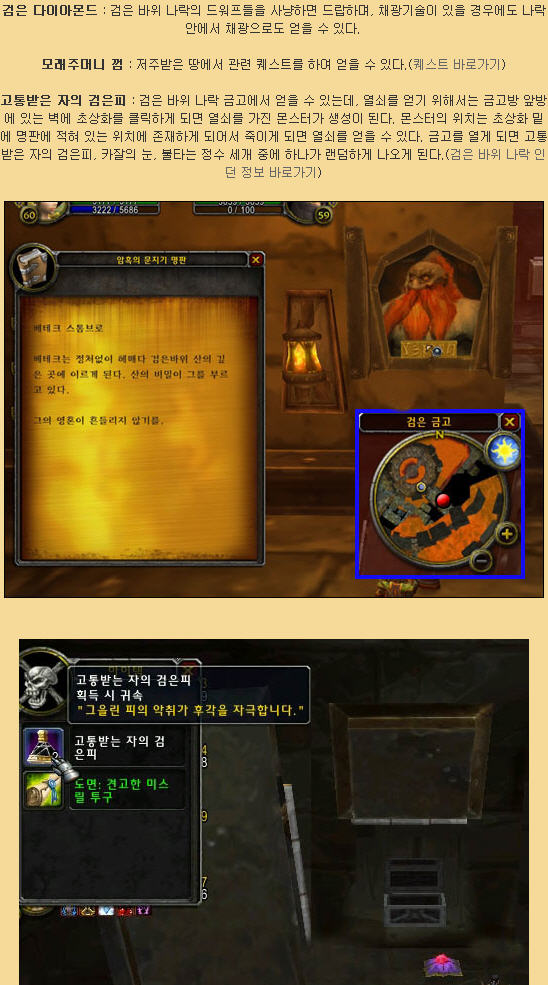 검은 다이아몬드 : 검은 바위 나락의 드워프들을 사냥하면 드랍하며, 채광기술이 있을 경우에도 나락
안에서 채광으로도 얻을 수 있다.
모래주머니 껌 : 저주받은 땅에서 관련 퀘스트를 하여 얻을 수 있다.(퀘스트 바로가기)
고통받은 자의 검은피 : 검은 바위 나락 금고에서 얻을 수 있는데, 열쇠를 얻기 위해서는 금고방 앞방
에 있는 벽에 초상화를 클릭하게 되면 열쇠를 가진 몬스터가 생성이 된다. 몬스터의 위치는 초상화 밑
에 명판에 적혀 있는 위치에 존재하게 되어서 죽이게 되면 열쇠를 얻을 수 있다. 금고를 열게 되면 고통
받은 자의 검은피, 카잘의 눈, 불타는 정수 세개 중에 하나가 랜덤하게 나오게 된다.(검은 바위 나락 인
던 정보 바로가기)
60
3222 / 5686
0 / 100
59
암흑의 문지기 명판
베테크 스톰브로
베테크는 정처없이 헤매다 검은바위 산의 깊
은 곳에 이르게 된다. 산의 비밀이 그를 부르
고 있다.
그의 영혼이 흔들리지 않기를.
검은 금고
N
아이템
고통받는 자의 검은피
획득 시 귀속
"그을린 피의 악취가 후각을 자극합니다."
고통받는 자의 검
은피
도면: 견고한 미스
릴 투구